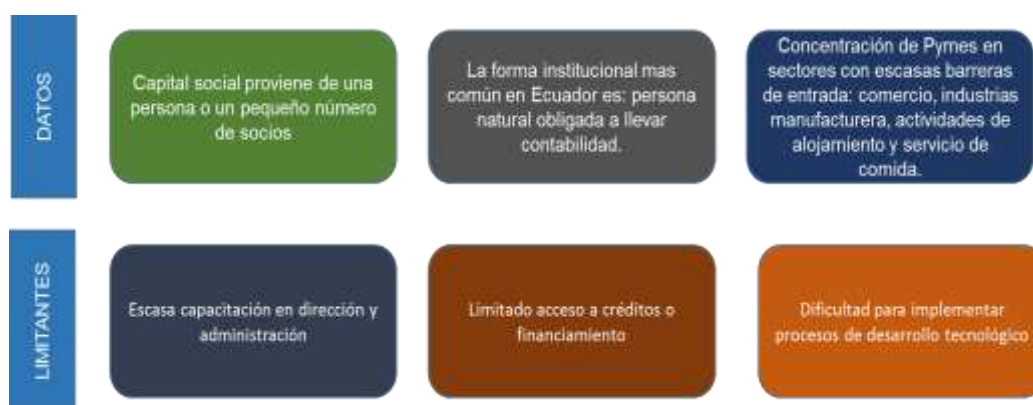 DATOS
Capital social proviene de una
persona o un pequeño número
de socios
La forma institucional mas
común en Ecuador es: persona
natural obligada a llevar
contabilidad.
Concentración de Pymes en
sectores con escasas barreras
de entrada: comercio, industrias
manufacturera, actividades de
alojamiento y servicio de
comida.
LIMITANTES
Escasa capacitación en dirección y
administración
Limitado acceso a créditos o
financiamiento
Dificultad para implementar
procesos de desarrollo tecnológico